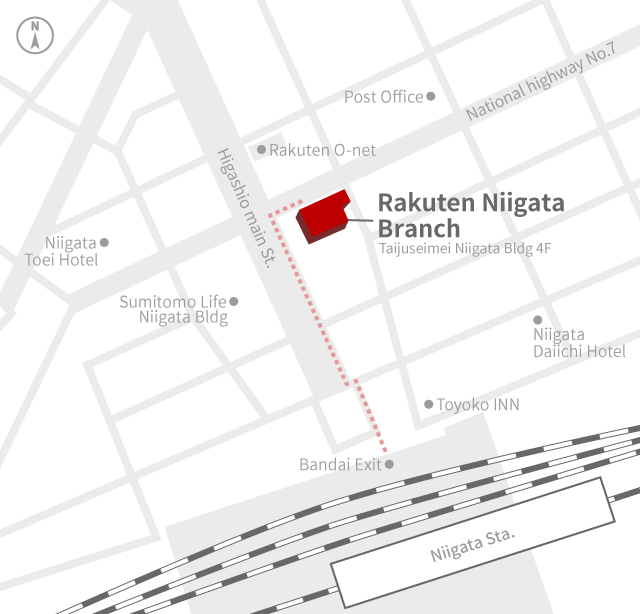 N
Post Office
National highway No.7
Rakuten O-net
Higashio main St.
Rakuten Niigata
Branch
Taijuseimei Niigata Bldg 4F
Niigata
Toei Hotel
Sumitomo Life
Niigata Bldg
Niigata
Daiichi Hotel
Toyoko INN
Bandai Exit
Niigata Sta.